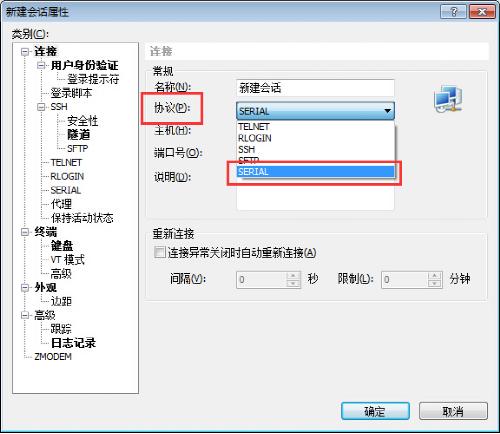 新建会话属性
类别(C):
连接
用户身份验证
登录提示符
登录脚本
SSH
安全性
隧道
SFTP
TELNET
RLOGIN
SERIAL
代理
保持活动状态
终端
键盘
VT 模式
高级
外观
边距
高级
跟踪
日志记录
ZMODEM
连接
常规
名称(N):
新建会话
协议(P):
SERIAL
TELNET
RLOGIN
SSH
SFTP
SERIAL
主机(H):
端口号(O):
说明(D):
重新连接
连接异常关闭时自动重新连接(A)
间隔(V): 0 秒 限制(L): 0 分钟
确定 取消